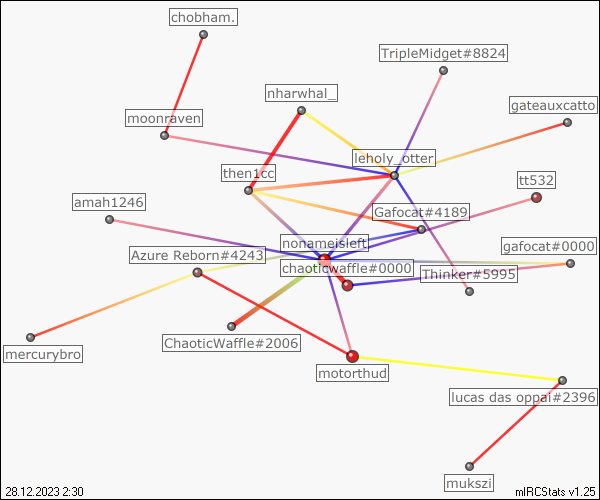 chobham.
TripleMidget#8824
nharwhal_
gateauxcatto
moonraven
leholy_otter
then1cc
tt532
amah1246
Gafocat#4189
nonameisleft
gafocat#0000
Azure Reborn#4243
chaoticwaffle#0000
Thinker#5995
ChaoticWaffle#2006
mercurybro
motorthud
lucas das oppai#2396
mukszi
28.12.2023 2:30
mIRCStats v1.25